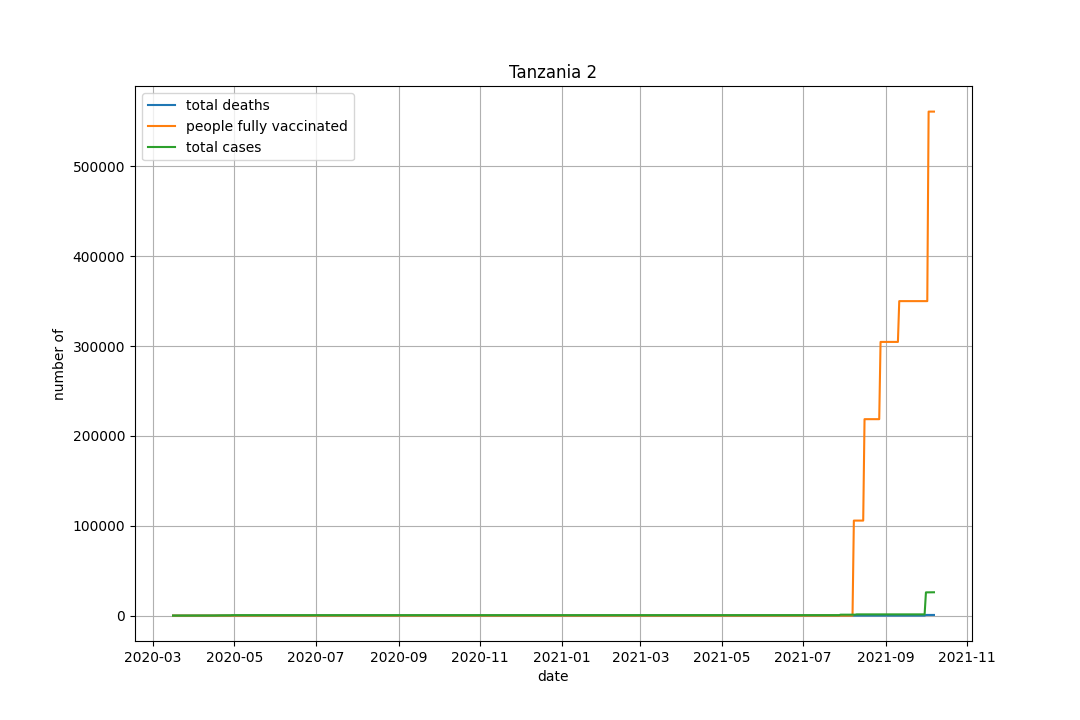 Tanzania 2
total deaths
people fully vaccinated
total cases
500000
400000
300000
200000
100000
0
number of
2020-03 2020-05 2020-07 2020-09 2020-11 2021-01 2021-03 2021-05 2021-07 2021-09 2021-11
date